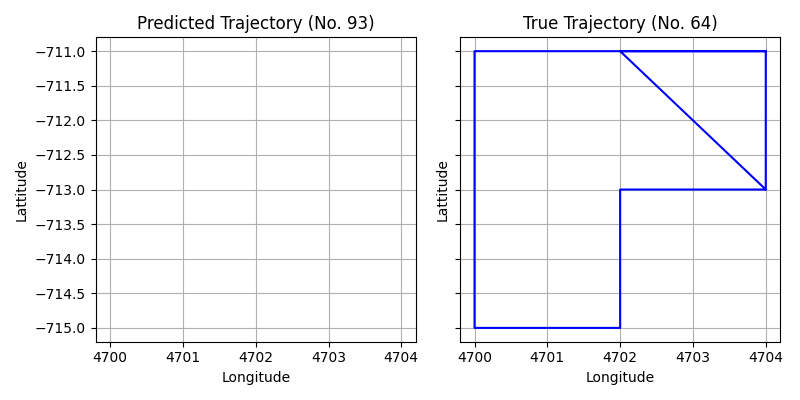 Predicted Trajectory (No. 93)
True Trajectory (No. 64)
−711.0
−711.5
−712.0
−712.5
−713.0
−713.5
−714.0
−714.5
−715.0
Lattitude
Lattitude
4700 4701 4702 4703 4704
4700 4701 4702 4703 4704
Longitude
Longitude